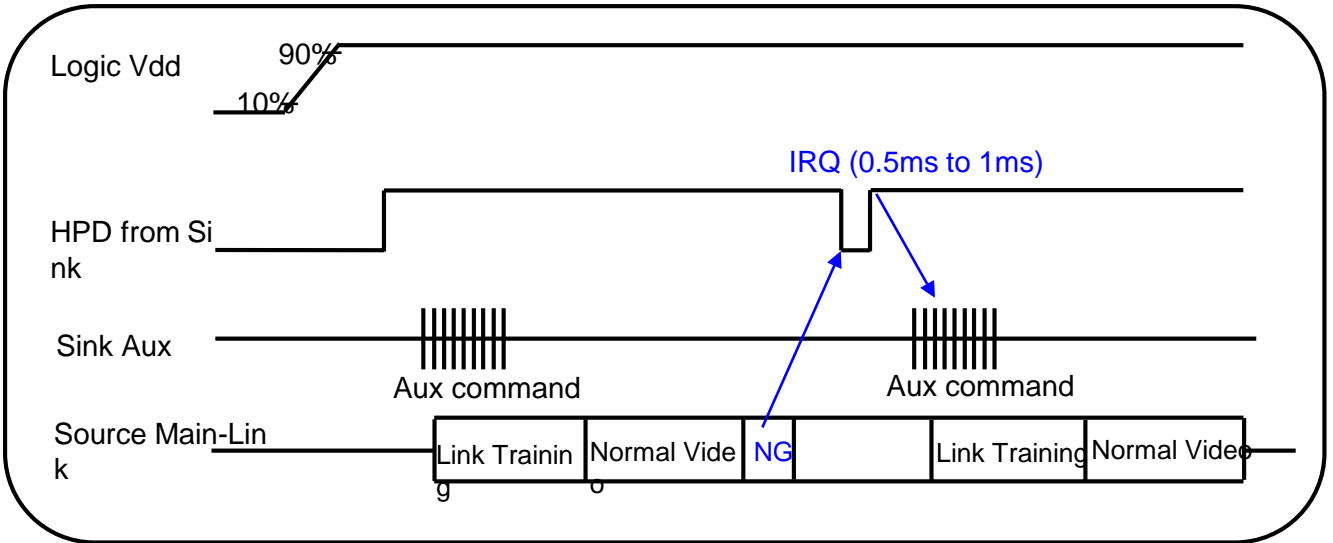 Logic Vdd
90%
10%
IRQ (0.5ms to 1ms)
HPD from Si
nk
Sink Aux
Aux command
Aux command
Source Main-Lin
k
Link Trainin
g
Normal Vide
o
NG
Link Training
Normal Video